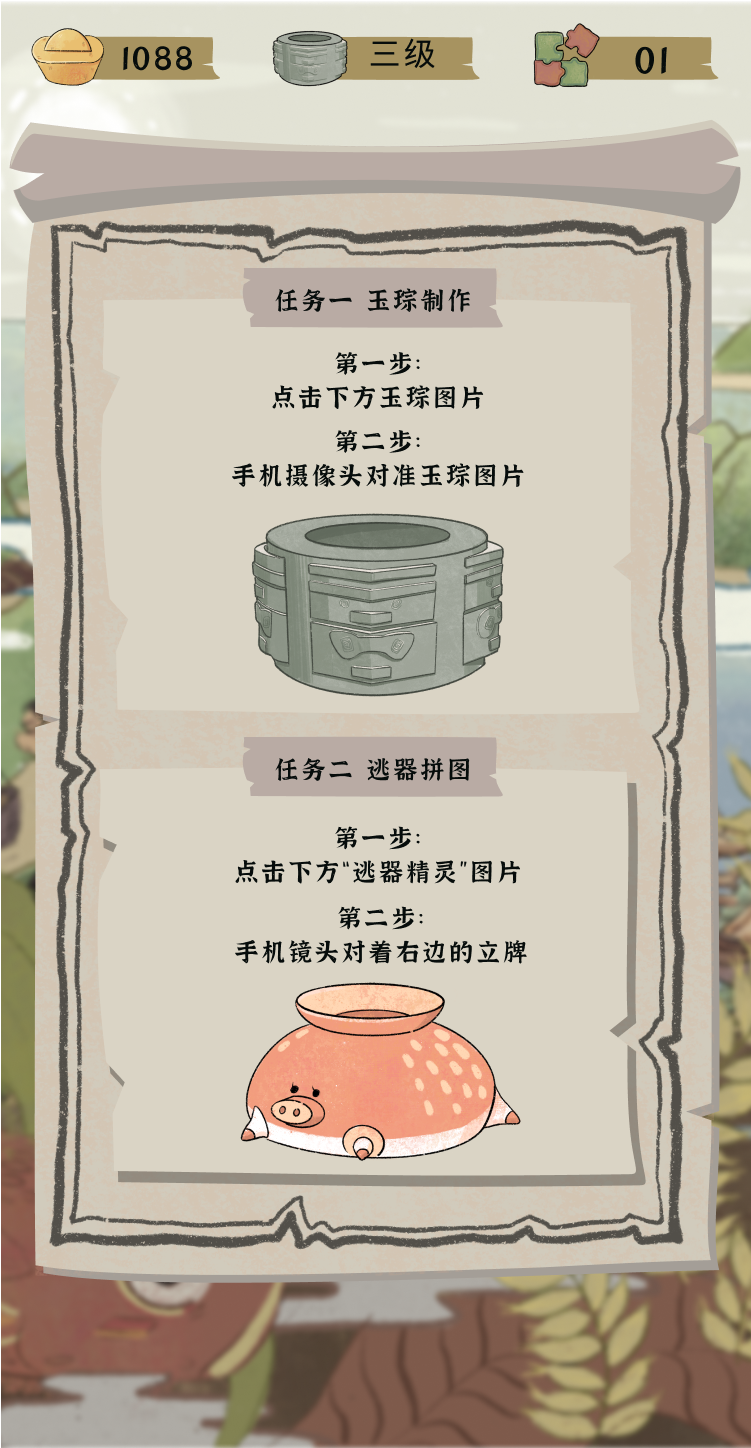 1088
三级
01
任务一 玉琮制作
第一步:
点击下方玉琮图片
第二步:
手机摄像头对准玉琮图片
任务二 逃器拼图
第一步:
点击下方“逃器精灵”图片
第二步:
手机镜头对着右边的立牌